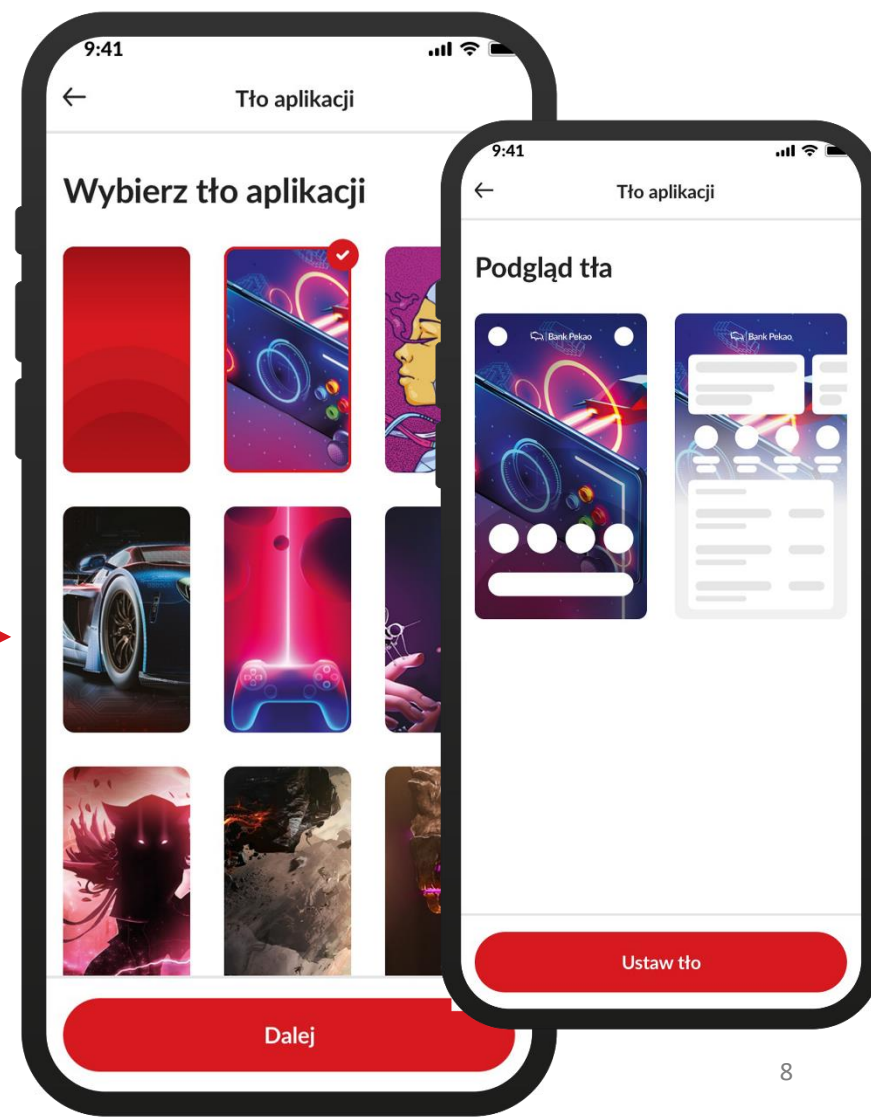 9:41
Tło aplikacji
Wybierz tło aplikacji
Dalej
9:41
Tło aplikacji
Podgląd tła
Bank Pekao
Bank Pekao
Ustaw tło
8